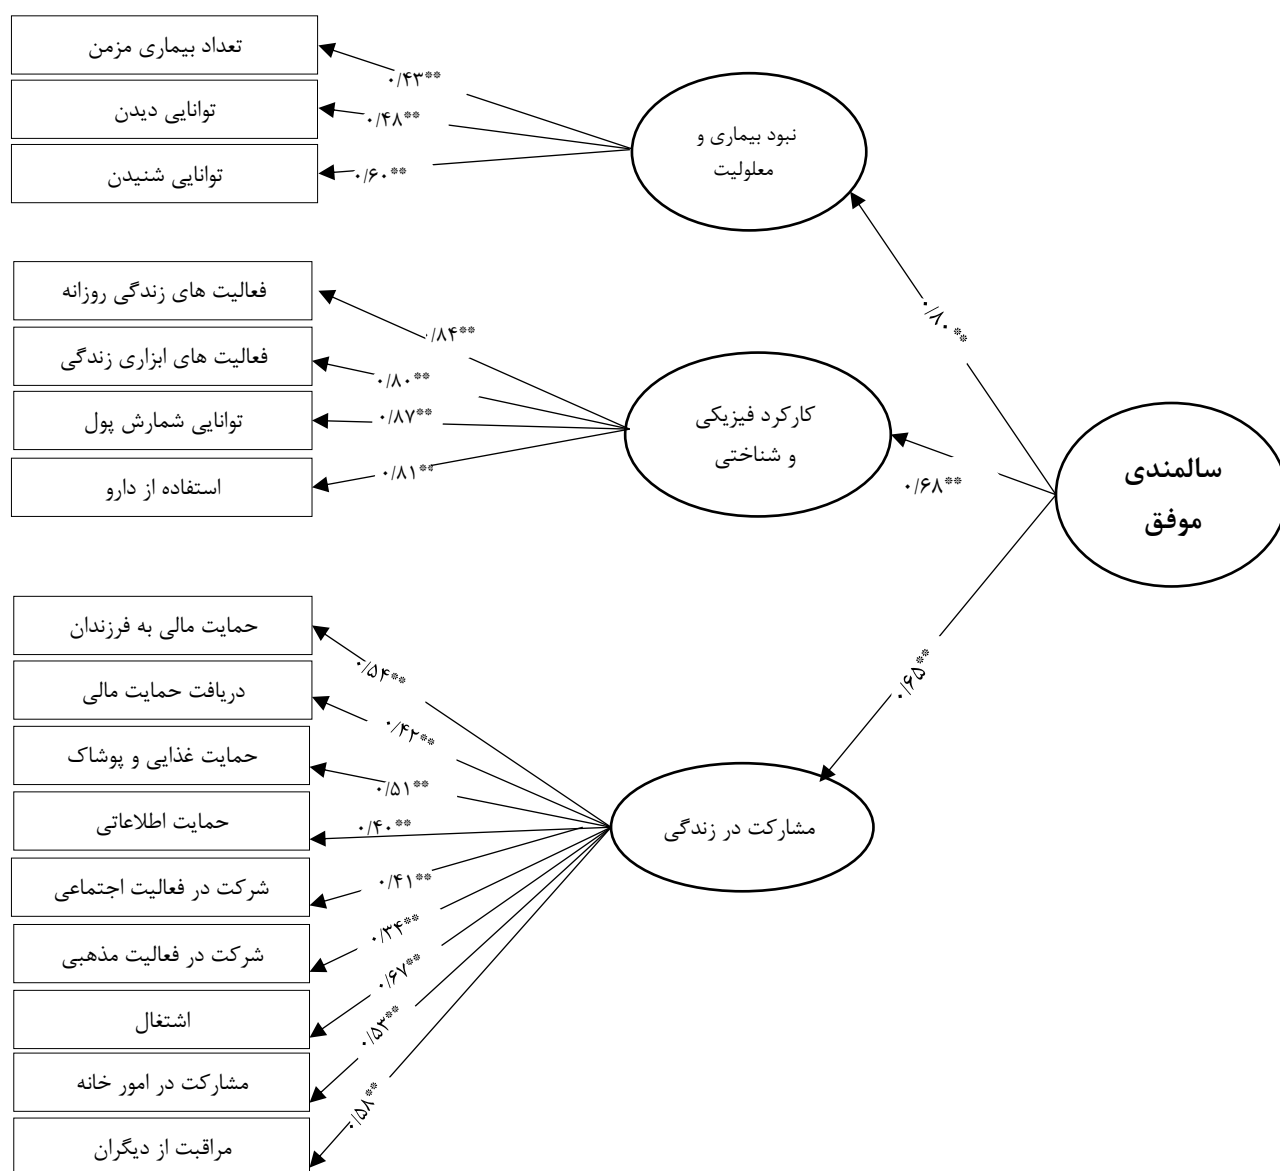 تعداد بیماری مزمن
۰/۴۳**
توانایی دیدن
۰/۴۸**
توانایی شنیدن
۰/۶۰**
نبود بیماری و
معلولیت
۰/۸۰**
فعالیت های زندگی روزانه
۰/۸۴**
فعالیت های ابزاری زندگی
۰/۸۰**
توانایی شمارش پول
۰/۸۷**
استفاده از دارو
۰/۸۱**
کارکرد فیزیکی
و شناختی
۰/۶۸**
سالمندی
موفق
۰/۶۵**
حمایت مالی به فرزندان
۰/۵۴**
دریافت حمایت مالی
۰/۴۲**
حمایت غذایی و پوشاک
۰/۵۱**
حمایت اطلاعاتی
۰/۴۰**
شرکت در فعالیت اجتماعی
۰/۴۱**
شرکت در فعالیت مذهبی
۰/۳۴**
اشتغال
۰/۶۷**
مشارکت در امور خانه
۰/۵۳**
مراقبت از دیگران
۰/۵۸**
مشارکت در زندگی